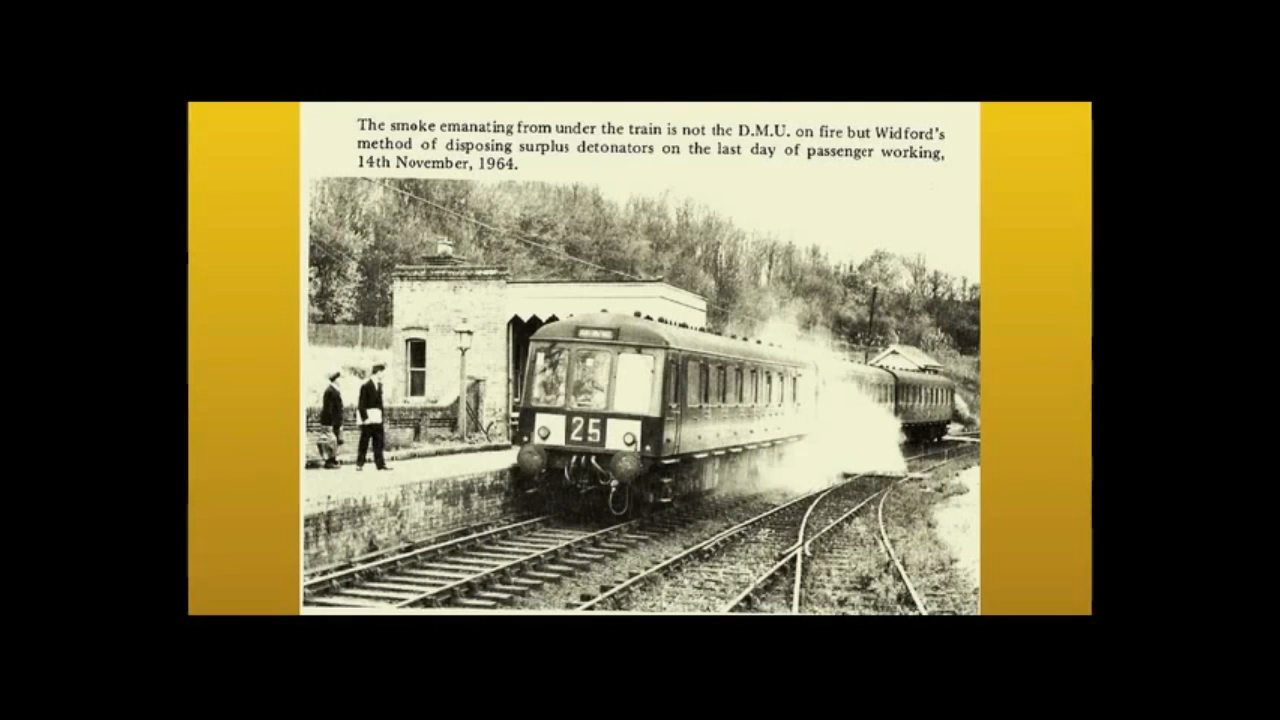 The smoke emanating from under the train is not the D.M.U. on fire but Widford's
method of disposing surplus detonators on the last day of passenger working,
14th November, 1964.
25